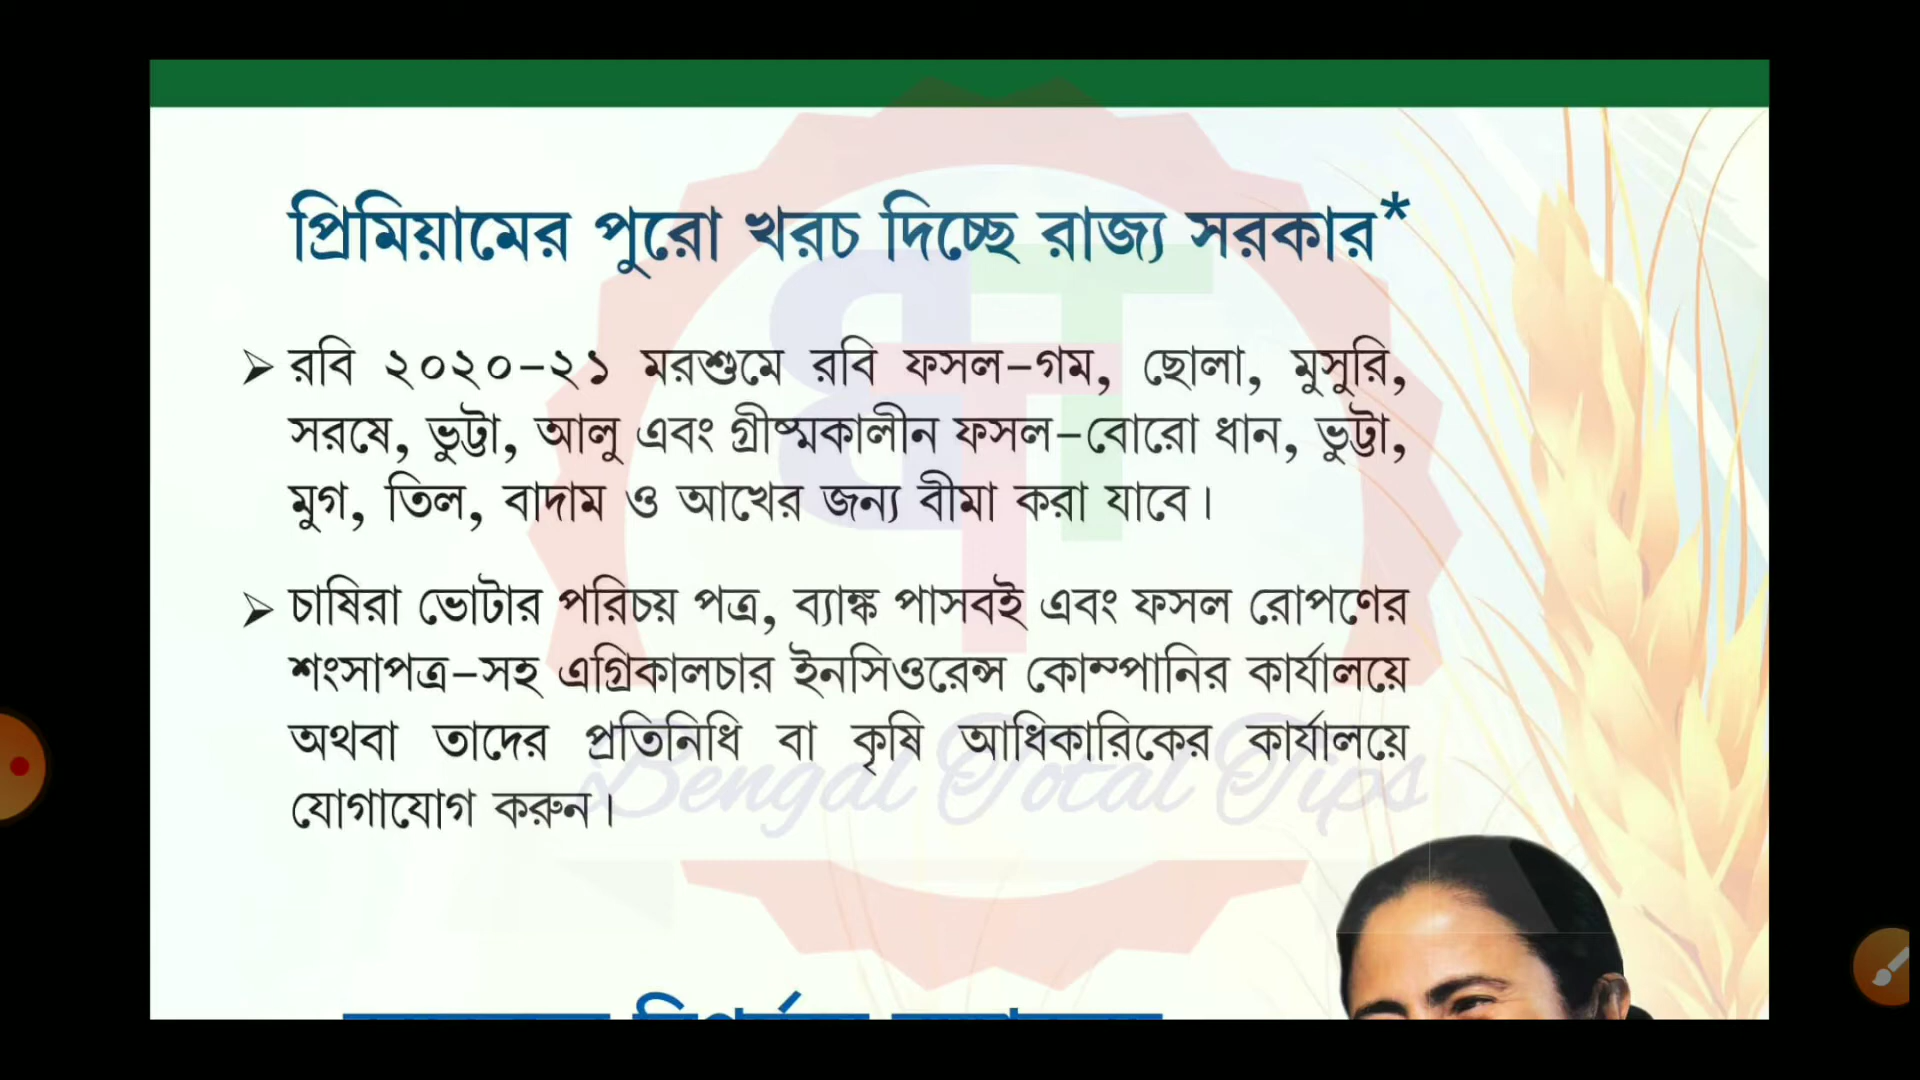 প্রিমিয়ামের পুরো খরচ দিচ্ছে রাজ্য সরকার*
➢ রবি ২০২০-২১ মরশুমে রবি ফসল-গম, ছোলা, মুসুরি,
সরষে, ভুট্টা, আলু এবং গ্রীষ্মকালীন ফসল-বোরো ধান, ভুট্টা,
মুগ, তিল, বাদাম ও আখের জন্য বীমা করা যাবে।
➢ চাষিরা ভোটার পরিচয় পত্র, ব্যাঙ্ক পাসবই এবং ফসল রোপণের
শংসাপত্র-সহ এগ্রিকালচার ইনসিওরেন্স কোম্পানির কার্যালয়ে
অথবা তাদের প্রতিনিধি বা কৃষি আধিকারিকের কার্যালয়ে
যোগাযোগ করুন।
Bengal Total Tips